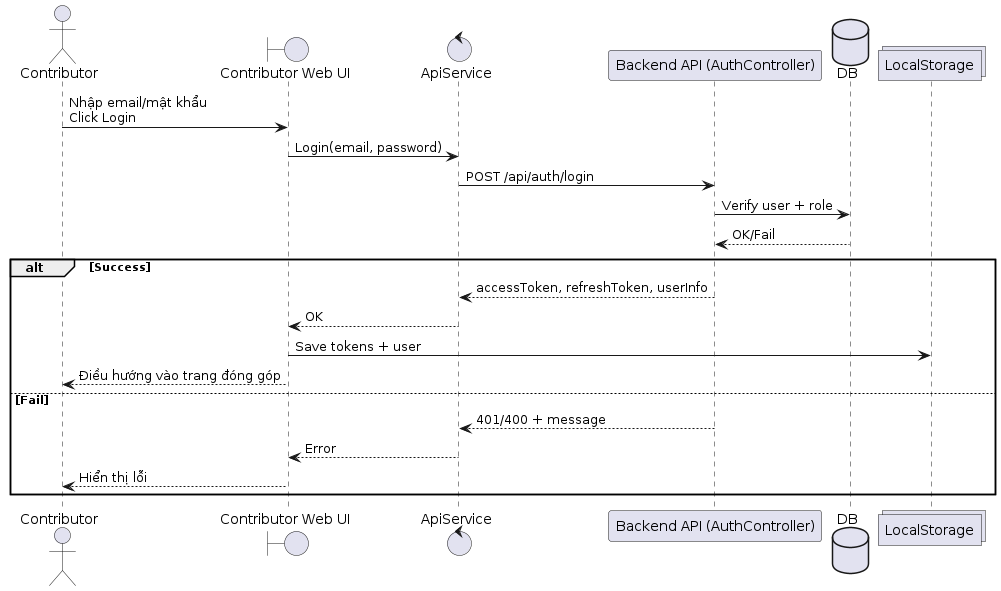 Contributor
Contributor Web UI
ApiService
Backend API (AuthController)
DB
LocalStorage
Nhập email/mật khẩu
Click Login
Login(email, password)
POST /api/auth/login
Verify user + role
OK/Fail
alt
[Success]
accessToken, refreshToken, userInfo
OK
Save tokens + user
Điều hướng vào trang đóng góp
[Fail]
401/400 + message
Error
Hiển thị lỗi
Contributor
Contributor Web UI
ApiService
Backend API (AuthController)
DB
LocalStorage